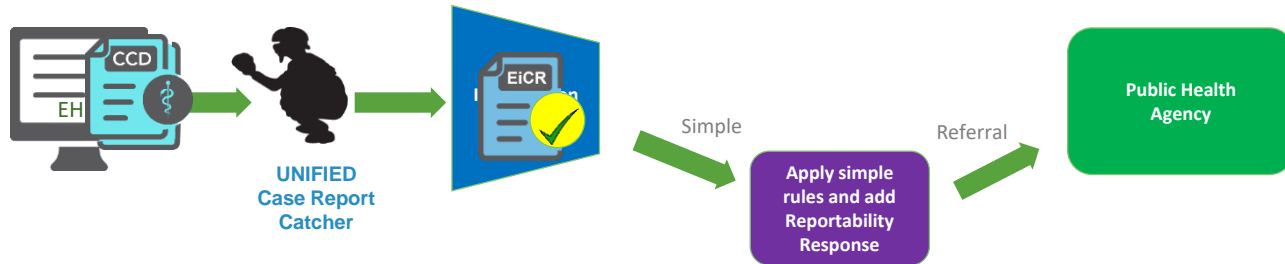 CCD
EH
UNIFIED
Case Report
Catcher
EiCR
Simple
Apply simple
rules and add
Reportability
Response
Referral
Public Health
Agency